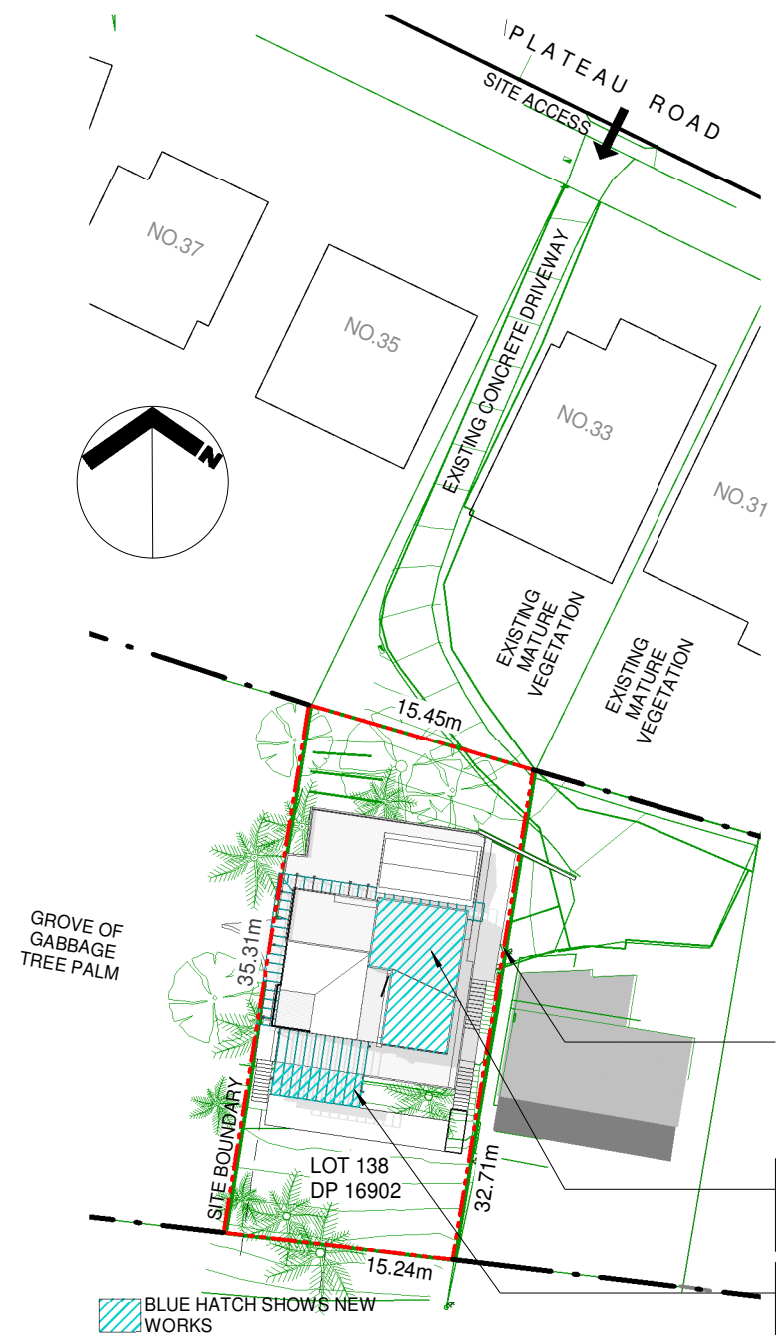 PLATEAU ROAD
SITE ACCESS
NO.37
NO.35
EXISTING CONCRETE DRIVEWAY
NO.33
NO.31
N
EXISTING
MATURE
VEGETATION
EXISTING
MATURE
VEGETATION
15.45m
GROVE OF
GABBAGE
TREE PALM
35.31m
SITE BOUNDARY
LOT 138
DP 16902
32.71m
15.24m
BLUE HATCH SHOWS NEW
WORKS